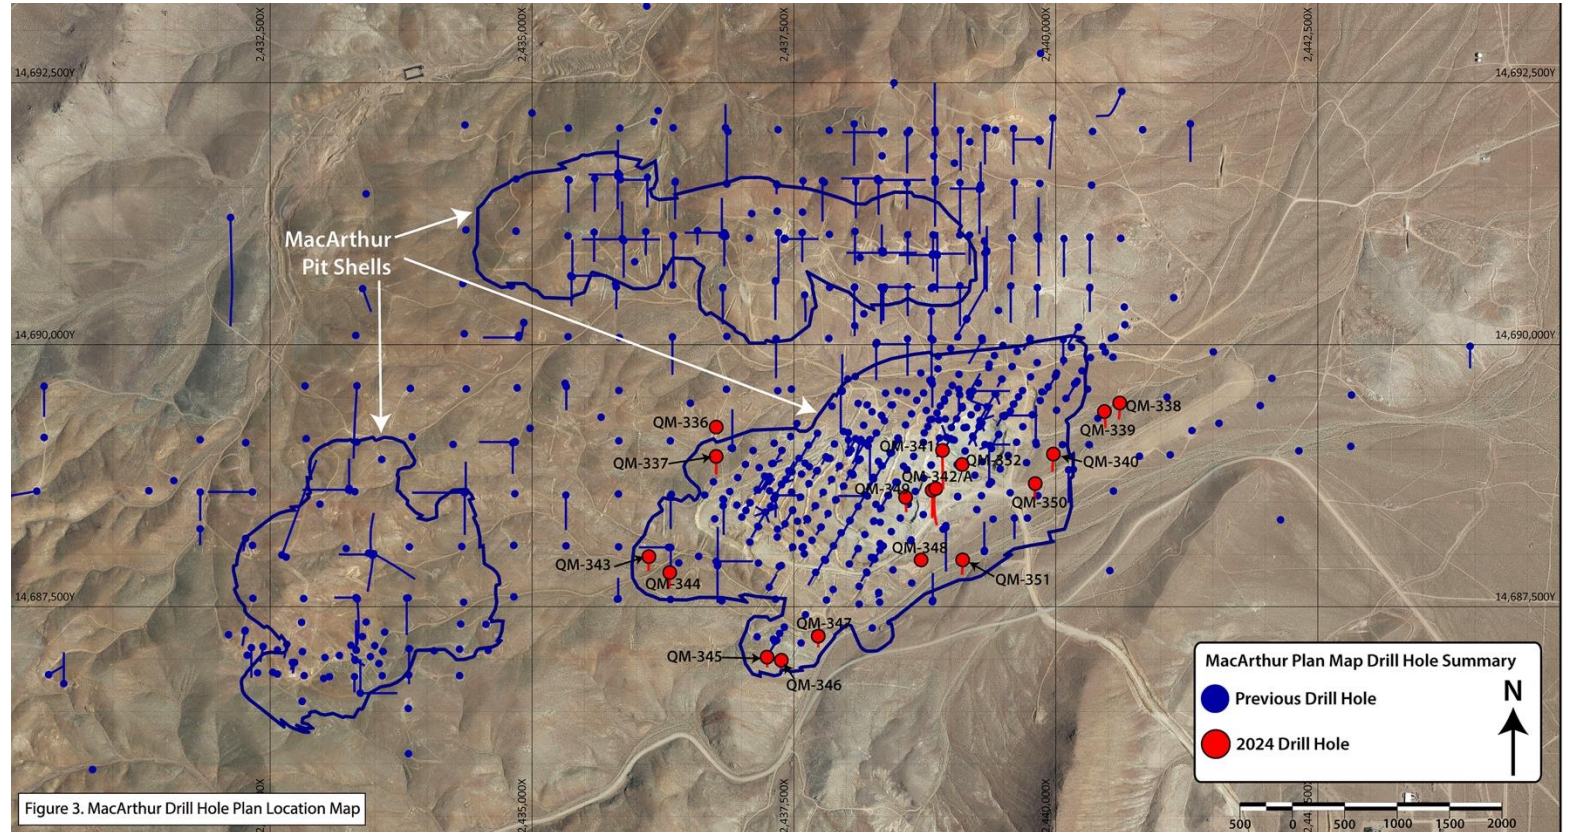 2,432,500X
2,435,000X
2,437,500X
2,440,000X
2,442,500X
14,692,500Y
14,692,500Y
MacArthur
Pit Shells
14,690,000Y
14,690,000Y
QM-336
QM-337
QM-338
QM-339
QM-340
QM-341
QM-352
QM-342/A
QM-349
QM-350
QM-348
QM-351
QM-343
QM-344
14,687,500Y
14,687,500Y
QM-347
QM-345
QM-346
MacArthur Plan Map Drill Hole Summary
Previous Drill Hole
2024 Drill Hole
N
Figure 3. MacArthur Drill Hole Plan Location Map
2,435,000X
2,437,500X
2,440,000X
500 0 500 1000 1500 2000